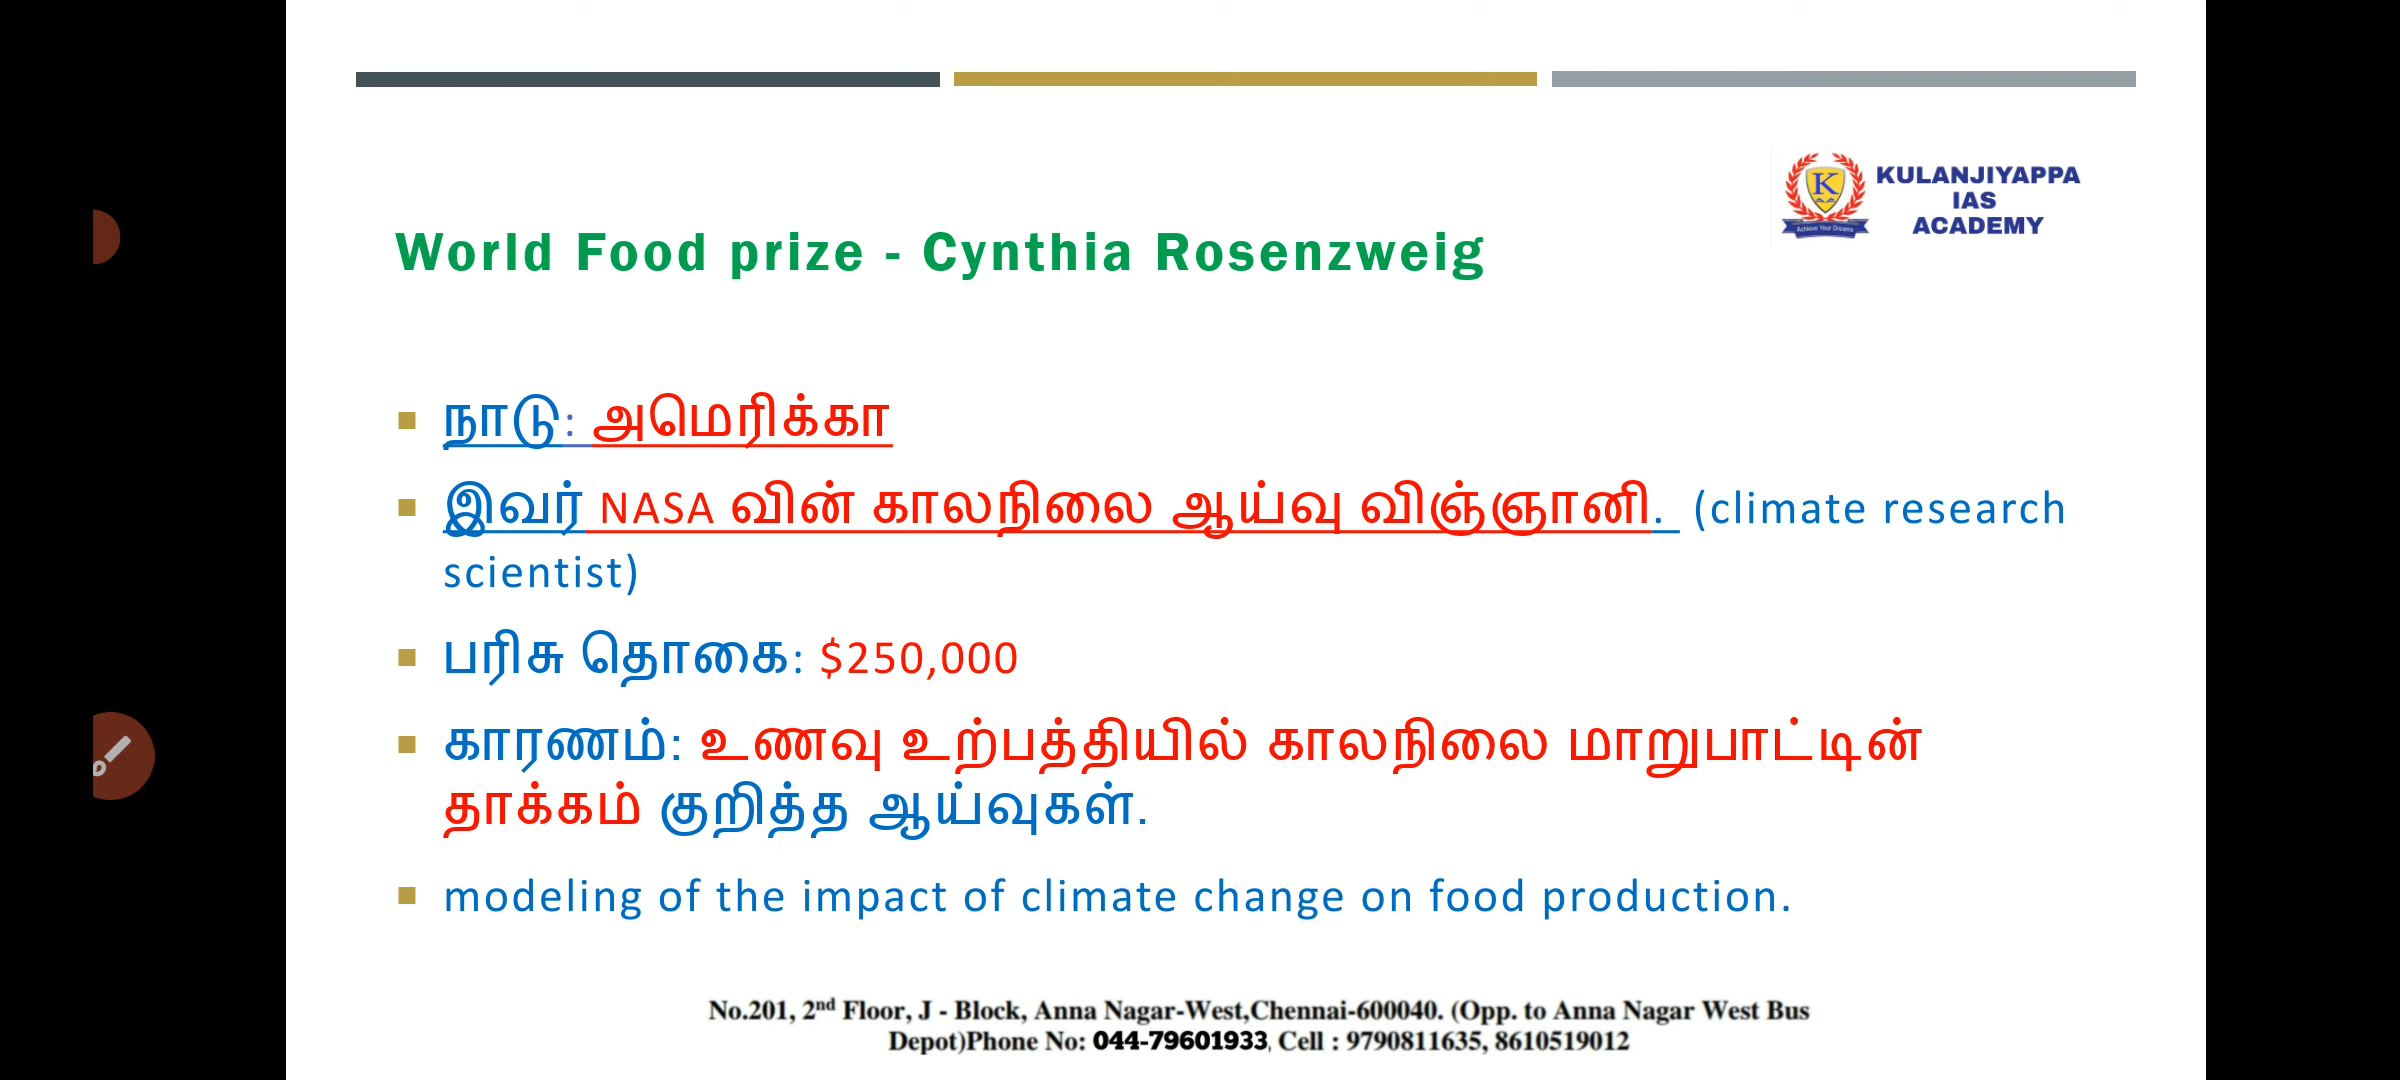 K
Achieve Your Dreams
KULANJIYAPPA
IAS
ACADEMY
World Food prize - Cynthia Rosenzweig
நாடு: அமெரிக்கா
இவர் NASA வின் காலநிலை ஆய்வு விஞ்ஞானி. (climate research
scientist)
பரிசு தொகை: $250,000
காரணம்: உணவு உற்பத்தியில் காலநிலை மாறுபாட்டின்
தாக்கம் குறித்த ஆய்வுகள்.
modeling of the impact of climate change on food production.
No.201, 2nd Floor, J - Block, Anna Nagar-West,Chennai-600040. (Opp. to Anna Nagar West Bus
Depot)Phone No: 044-79601933, Cell : 9790811635, 8610519012